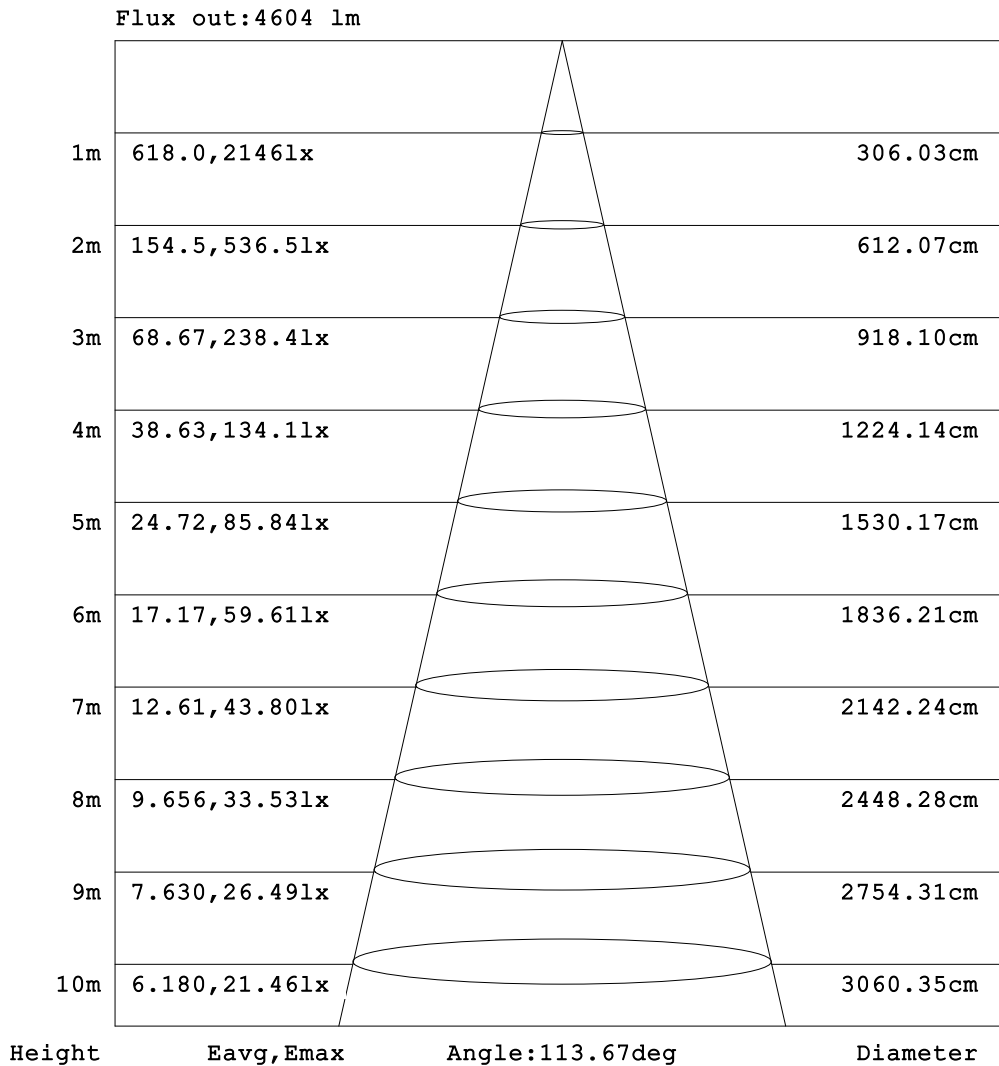 Flux out:4604 lm
1m 618.0,2146lx 306.03cm
2m 154.5,536.5lx 612.07cm
3m 68.67,238.4lx 918.10cm
4m 38.63,134.1lx 1224.14cm
5m 24.72,85.84lx 1530.17cm
6m 17.17,59.61lx 1836.21cm
7m 12.61,43.80lx 2142.24cm
8m 9.656,33.53lx 2448.28cm
9m 7.630,26.49lx 2754.31cm
10m 6.180,21.46lx 3060.35cm
Height Eavg,Emax Angle:113.67deg Diameter